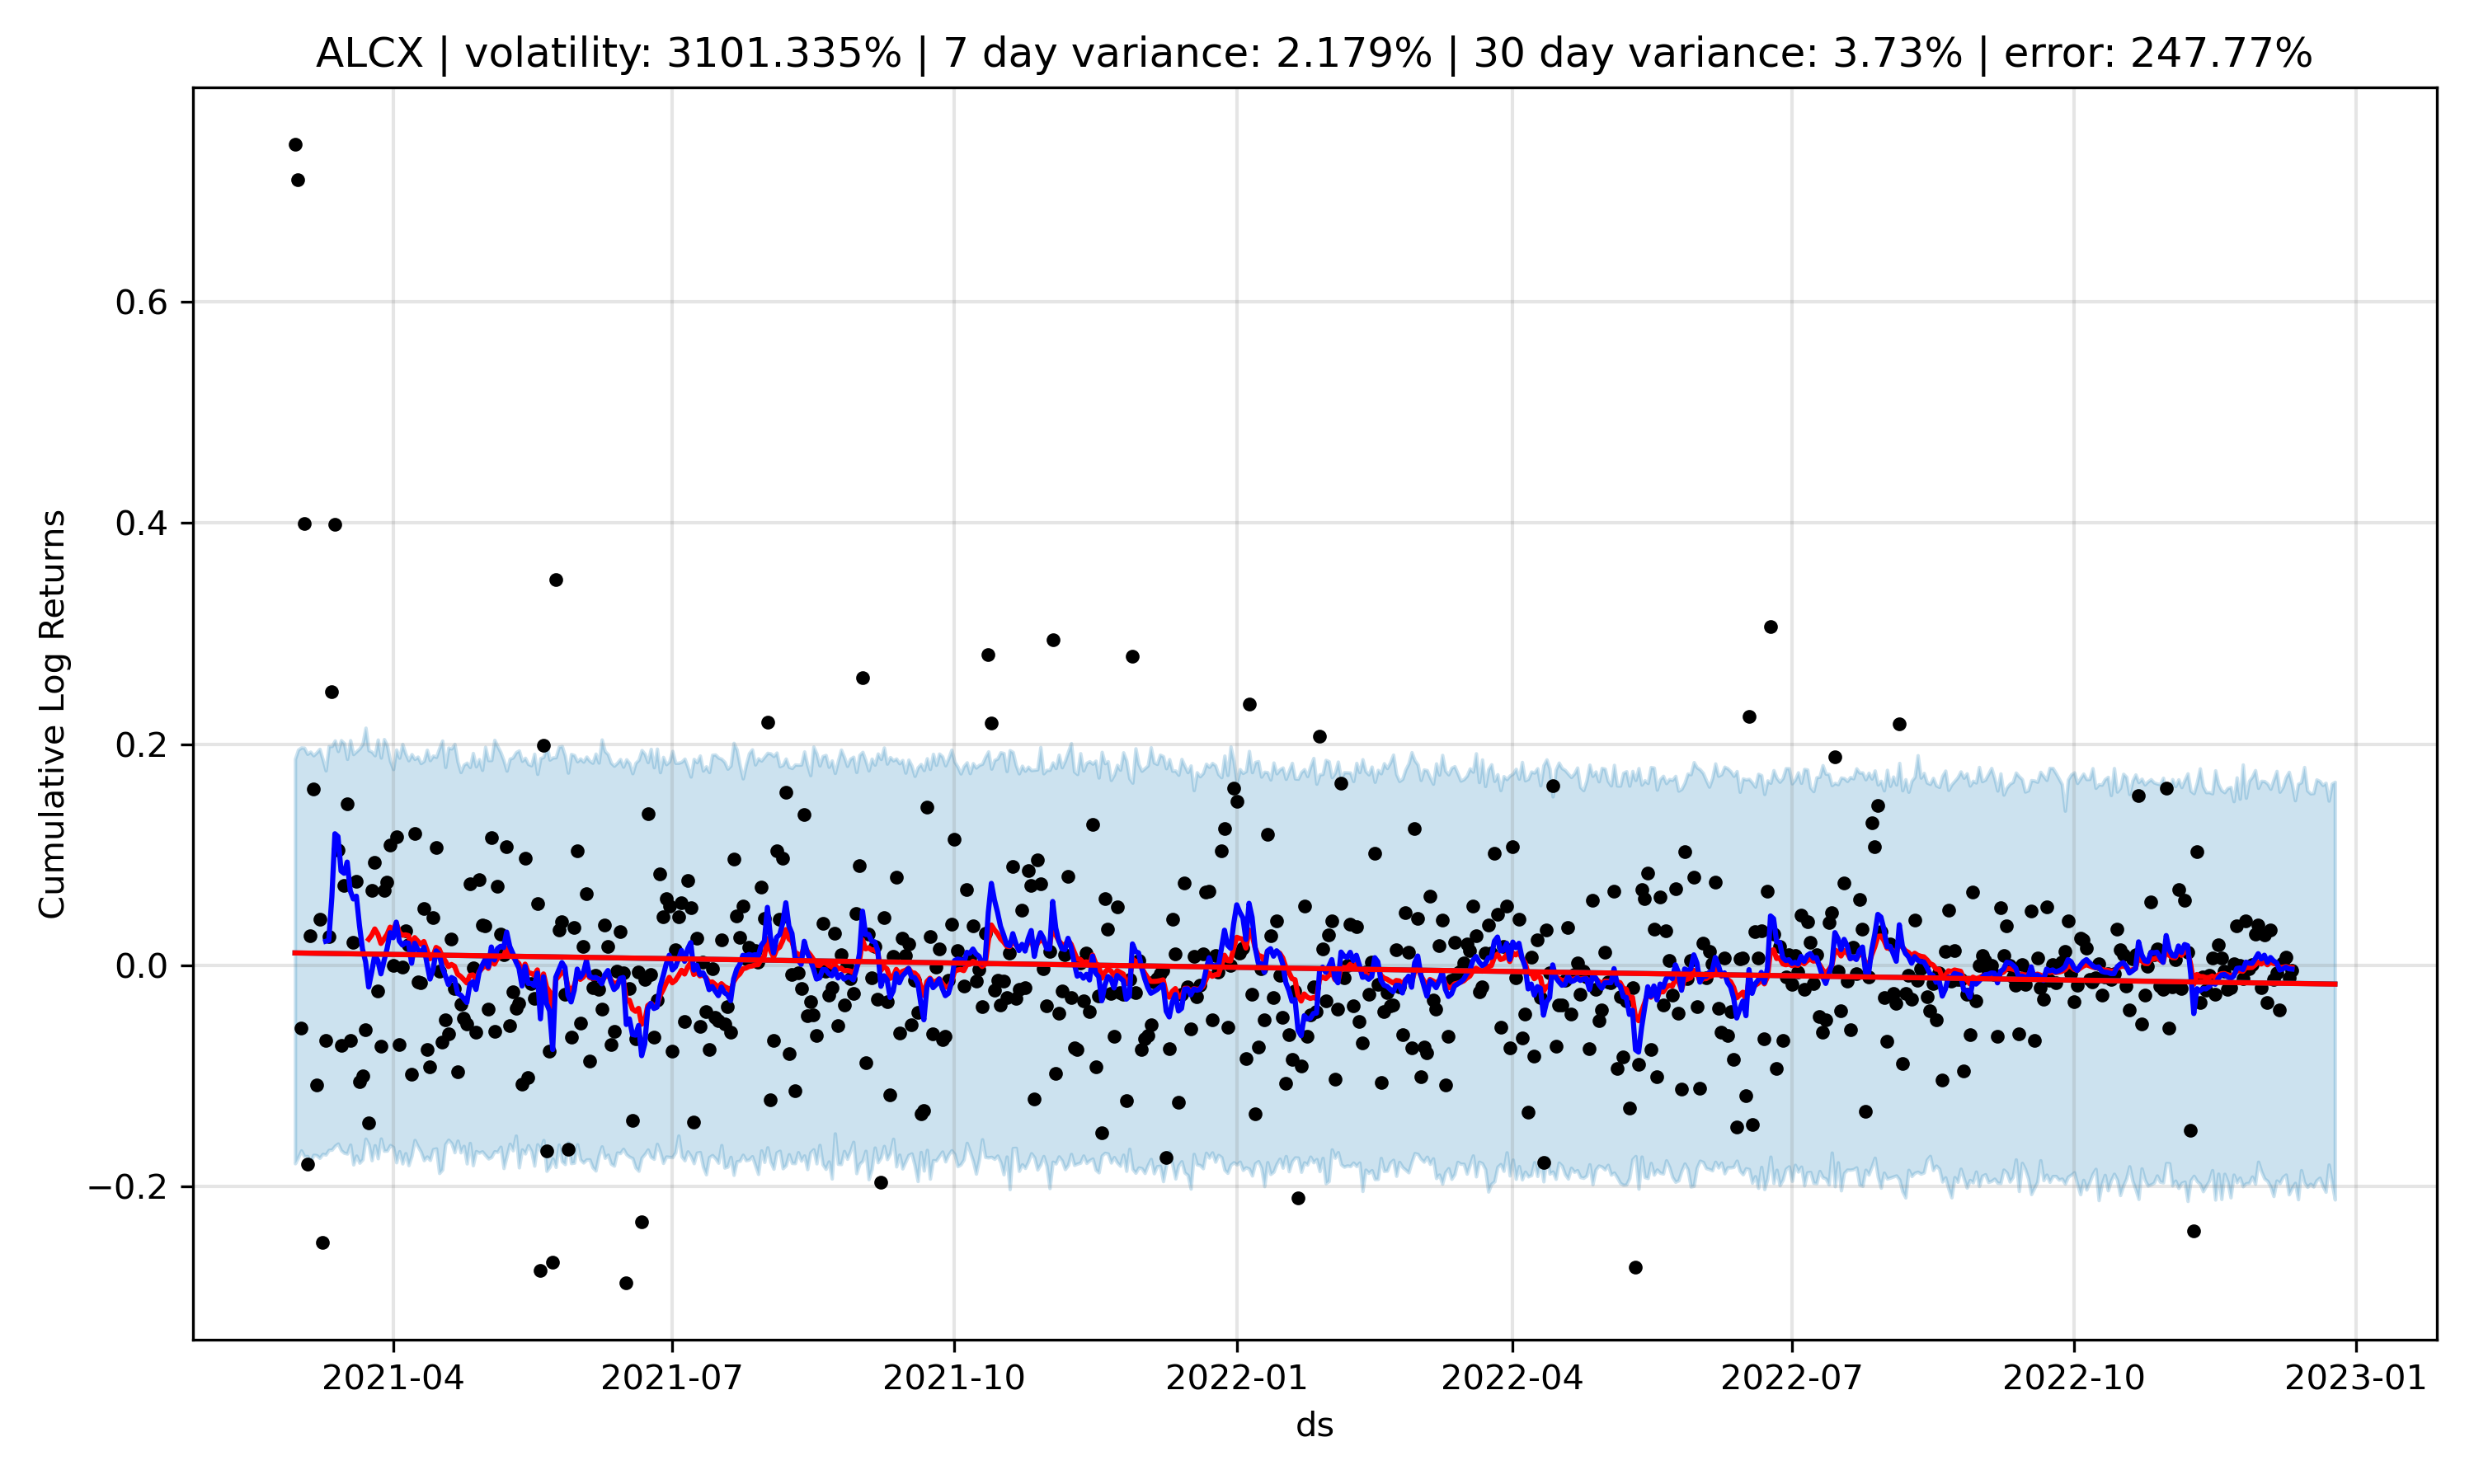 ALCX | volatility: 3101.335% | 7 day variance: 2.179% | 30 day variance: 3.73% | error: 247.77%
Cumulative Log Returns
0.6
0.4
0.2
0.0
−0.2
2021-04 2021-07 2021-10 2022-01 2022-04 2022-07 2022-10 2023-01
ds